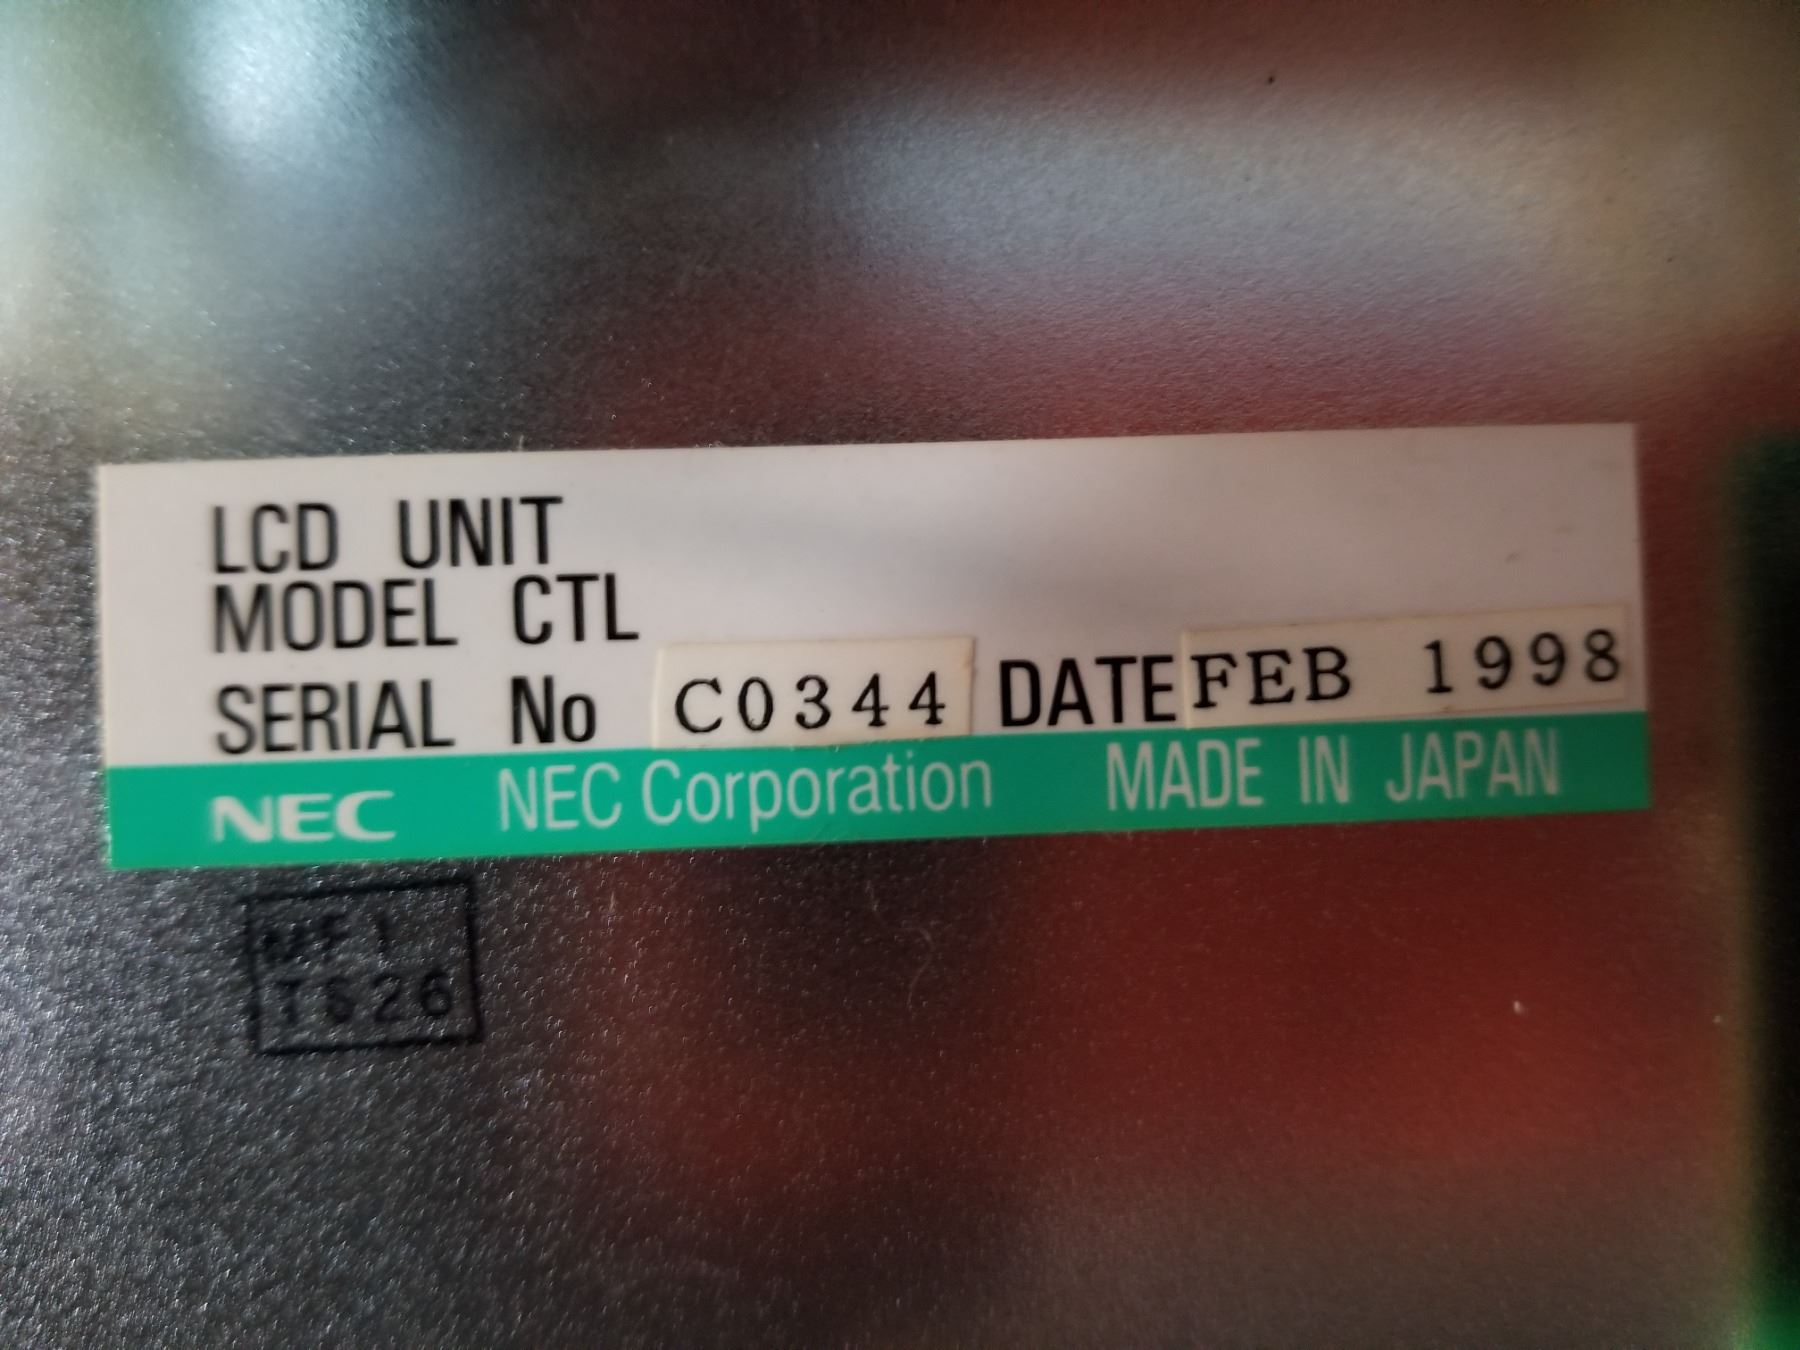 LCD UNIT
MODEL CTL
SERIAL No C0344 DATE FEB 1998
NEC NEC Corporation MADE IN JAPAN